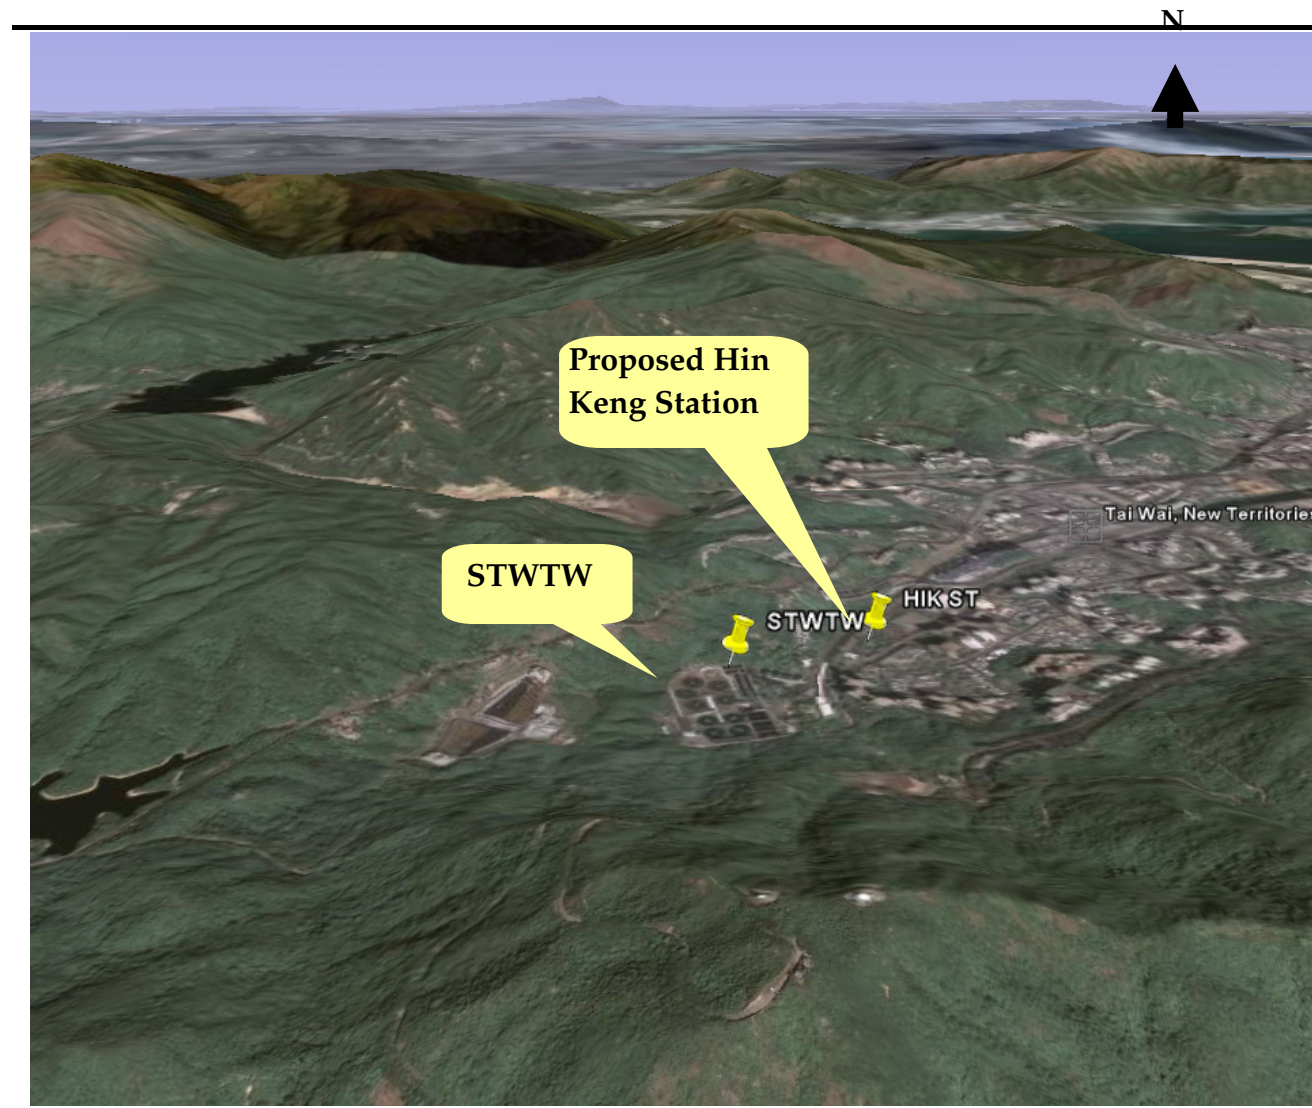 N
Proposed Hin
Keng Station
Tai Wai, New Territories
STWTW
HIK ST
STWTW